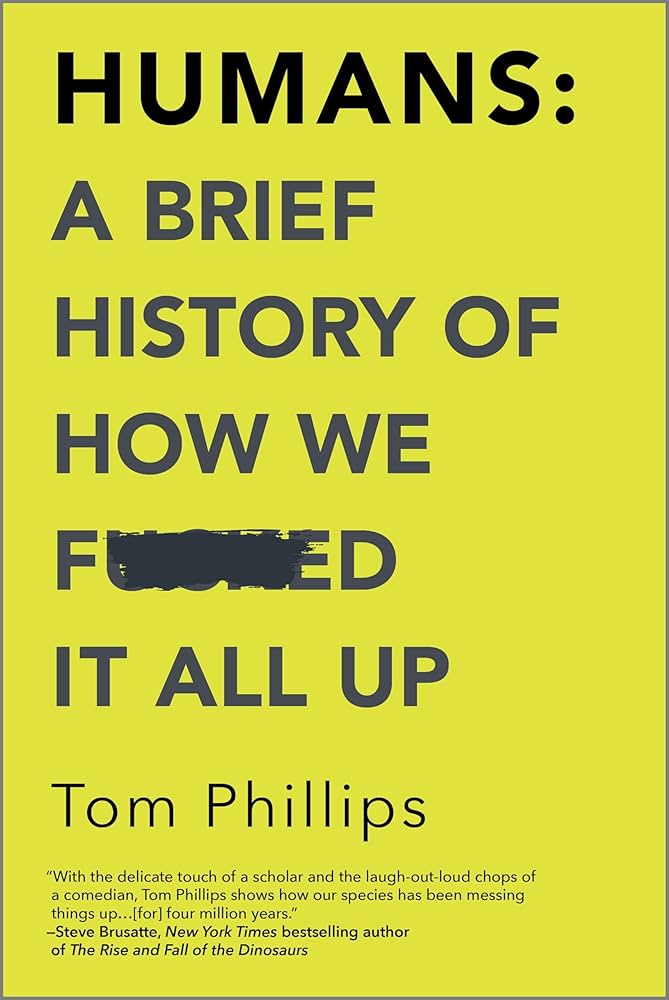 HUMANS:
A BRIEF
HISTORY OF
HOW WE
FUCKED
IT ALL UP
Tom Phillips
“With the delicate touch of a scholar and the laugh-out-loud chops of
a comedian, Tom Phillips shows how our species has been messing
things up…[for] four million years.”
—Steve Brusatte, New York Times bestselling author
of The Rise and Fall of the Dinosaurs